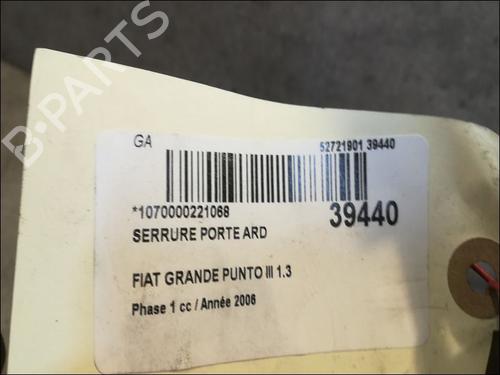 B-PARTS
GA
52721901 39440
*1070000221068
39440
SERRURE PORTE ARD
FIAT GRANDE PUNTO III 1.3
Phase 1 cc / Année 2006